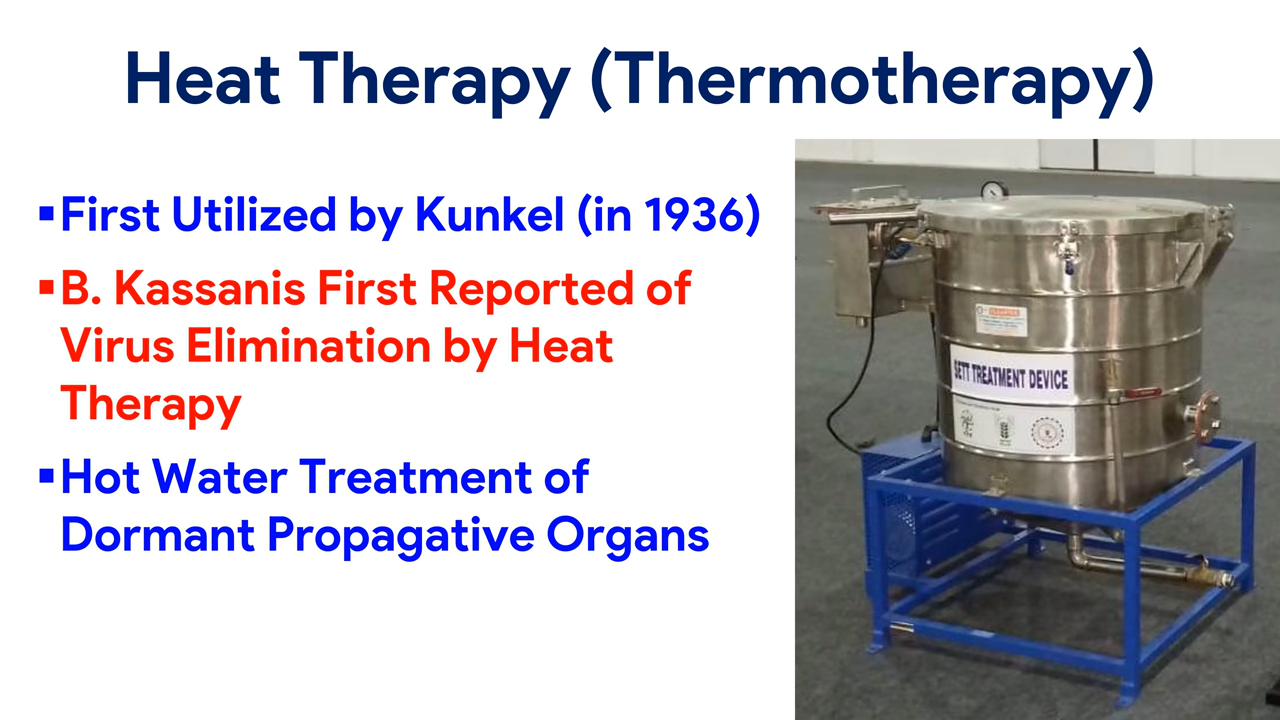 Heat Therapy (Thermotherapy)
▪First Utilized by Kunkel (in 1936)
▪B. Kassanis First Reported of
Virus Elimination by Heat
Therapy
▪Hot Water Treatment of
Dormant Propagative Organs
SETT TREATMENT DEVICE